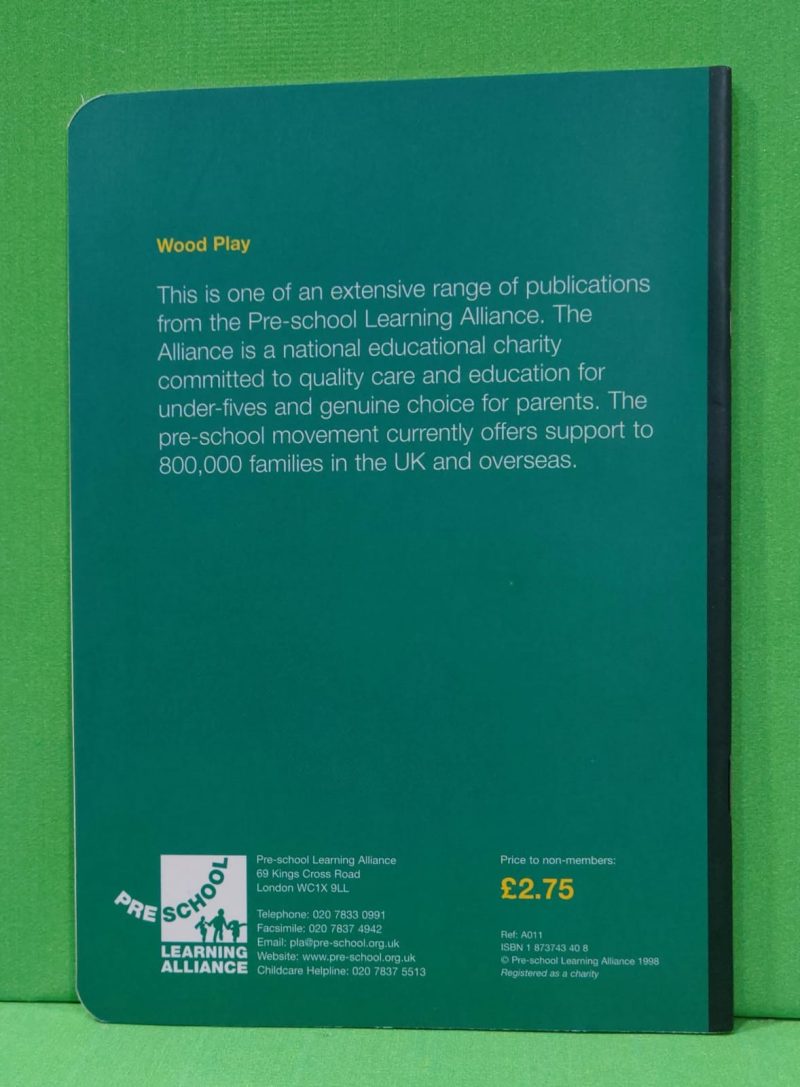 Wood Play
This is one of an extensive range of publications
from the Pre-school Learning Alliance. The
Alliance is a national educational charity
committed to quality care and education for
under-fives and genuine choice for parents. The
pre-school movement currently offers support to
800,000 families in the UK and overseas.
PRE SCHOOL
LEARNING
ALLIANCE
Pre-school Learning Alliance
69 Kings Cross Road
London WC1X 9LL
Telephone: 020 7833 0991
Facsimile: 020 7837 4942
Email: pla@pre-school.org.uk
Website: www.pre-school.org.uk
Childcare Helpline: 020 7837 5513
Price to non-members:
£2.75
Ref: A011
ISBN 1 873743 40 8
© Pre-school Learning Alliance 1998
Registered as a charity